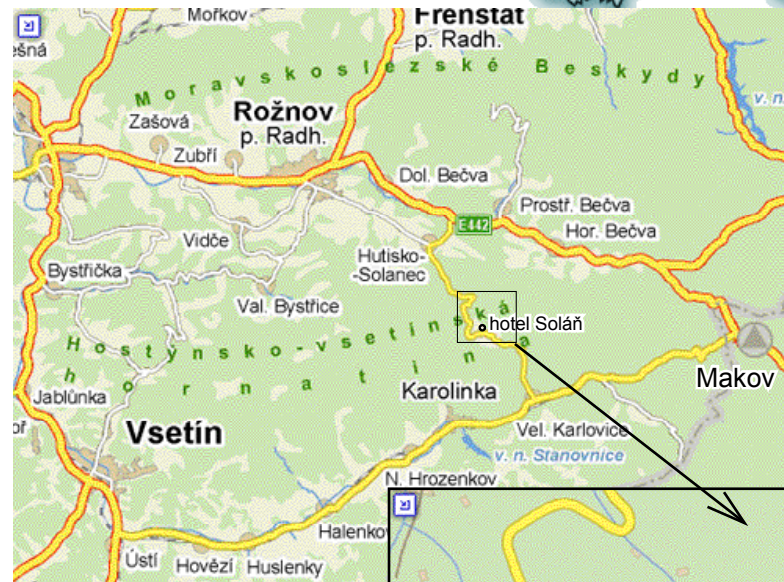 Mořkov
Frenštát
p. Radh.
ešná
Moravskoslezské Beskydy
v. n.
Rožnov
p. Radh.
Zašová
Zubří
Dol. Bečva
Prostř. Bečva
E442
Hor. Bečva
Vidče
Hutisko-
-Solanec
Bystřička
Val. Bystřice
hotel Soláň
Hostýnsko-vsetínská
hornatina
Makov
Jablůnka
Karolinka
Vsetín
Vel. Karlovice
v. n. Stanovnice
N. Hrozenkov
Halenkov
Ústí
Hovězí
Huslenky